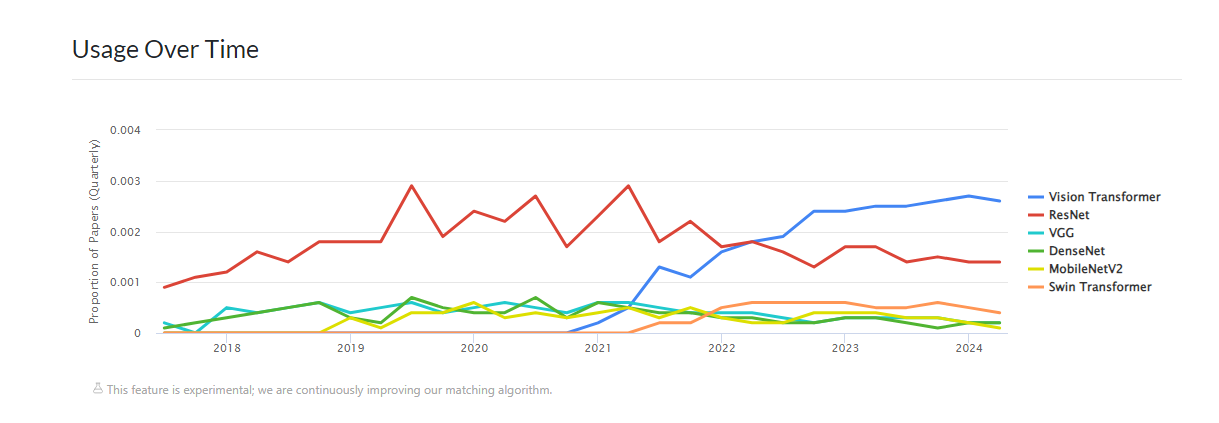 Usage Over Time
Proportion of Papers (Quarterly)
0.004
0.003
0.002
0.001
0
2018
2019
2020
2021
2022
2023
2024
Vision Transformer
ResNet
VGG
DenseNet
MobileNetV2
Swin Transformer
This feature is experimental; we are continuously improving our matching algorithm.